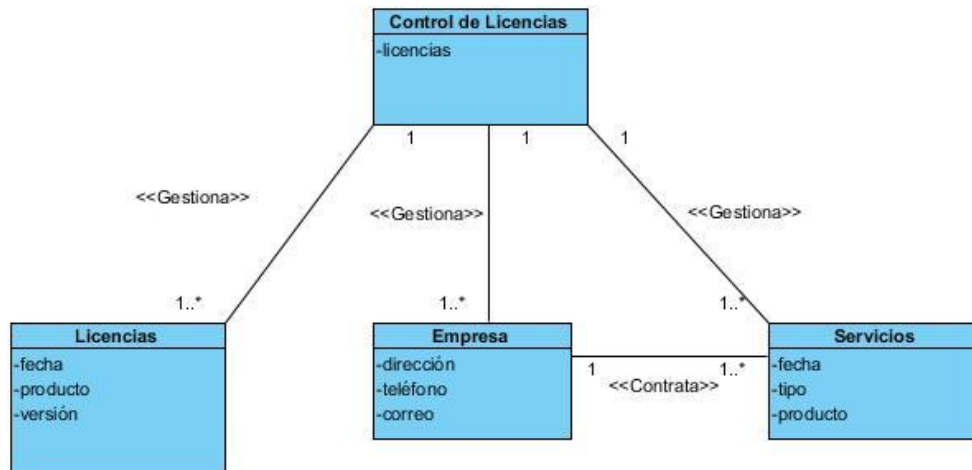 Control de Licencias
-licencias
1
1
1
<<Gestiona>>
<<Gestiona>>
<<Gestiona>>
1..*
1..*
1..*
Licencias
-fecha
-producto
-versión
Empresa
-dirección
-teléfono
-correo
1
1..*
<<Contrata>>
Servicios
-fecha
-tipo
-producto